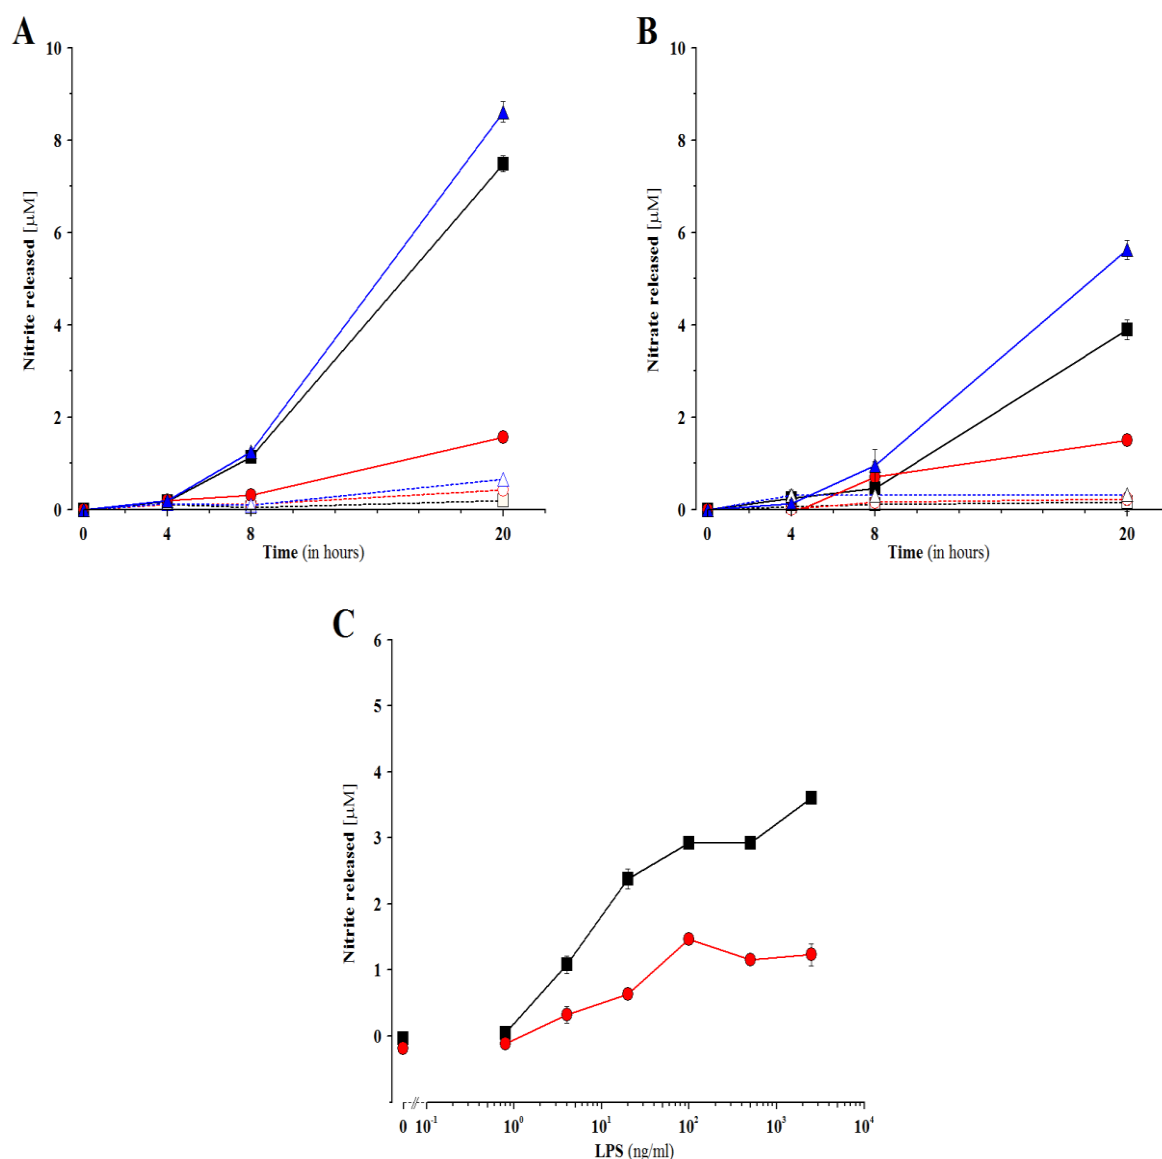 A
B
10
8
6
4
2
0
Nitrite released [μM]
0 4 8 20
Time (in hours)
10
8
6
4
2
0
Nitrate released [μM]
0 4 8 20
Time (in hours)
C
6
5
4
3
2
1
0
Nitrite released [μM]
0 10⁻¹ 10⁰ 10¹ 10² 10³ 10⁴
LPS (ng/ml)